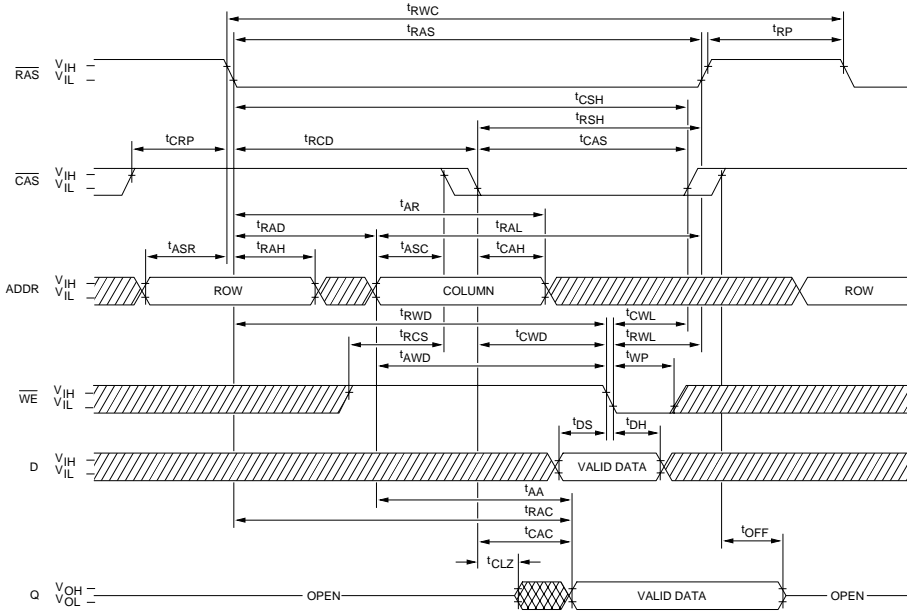 tRWC
tRAS tRP
RAS VIH
VIL
tCSH
tRSH
tCRP tRCD tCAS
CAS VIH
VIL
tAR
tRAD tRAL
tASR tRAH tASC tCAH
ADDR VIH
VIL
ROW COLUMN ROW
tRWD tCWL
tRCS tCWD tRWL
tAWD tWP
WE VIH
VIL
tDS tDH
D VIH
VIL
VALID DATA
tAA
tRAC
tCAC tOFF
tCLZ
Q VOH
VOL
OPEN VALID DATA OPEN